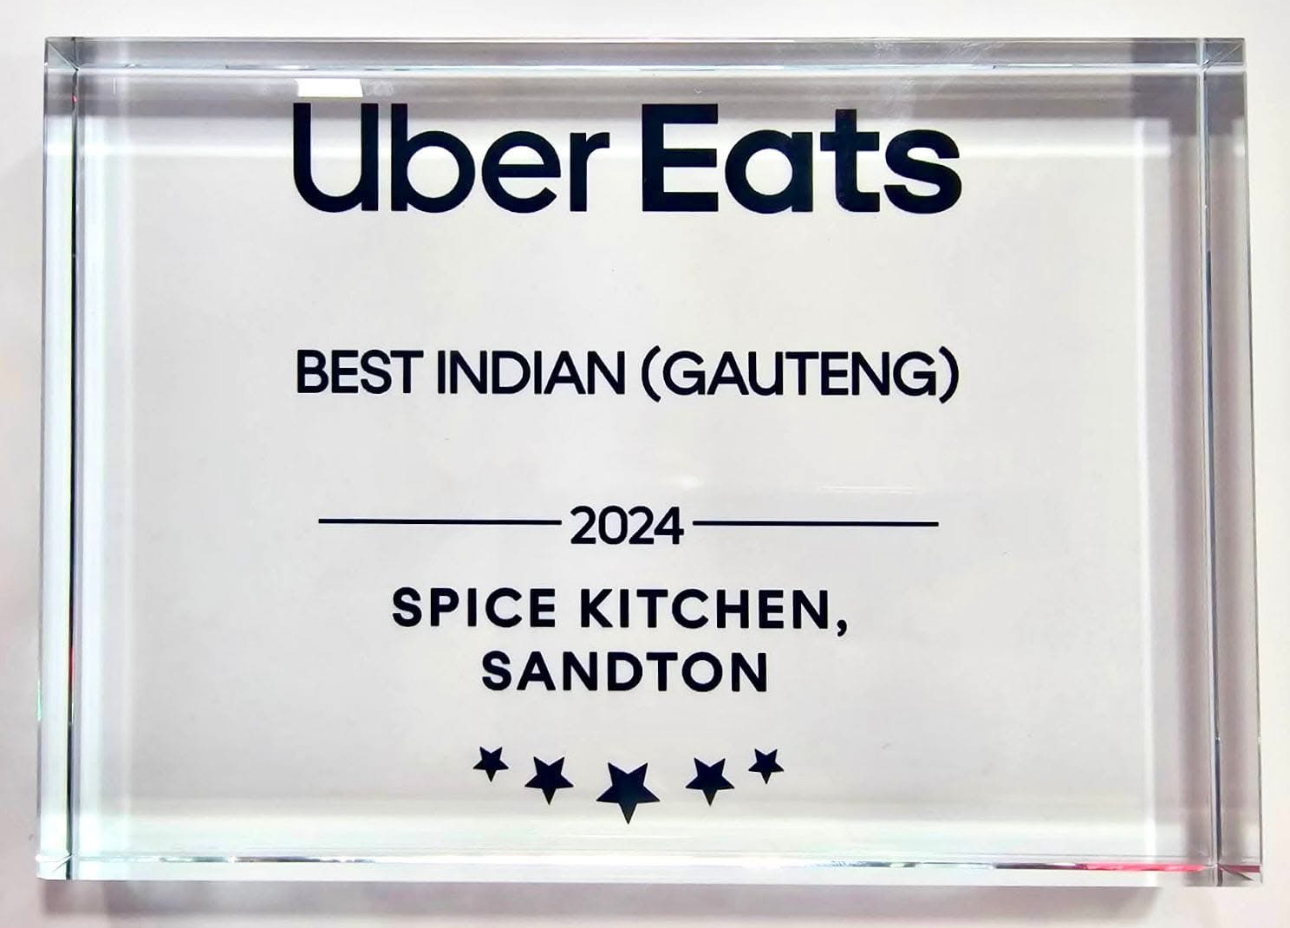 Uber Eats
BEST INDIAN (GAUTENG)
2024
SPICE KITCHEN,
SANDTON